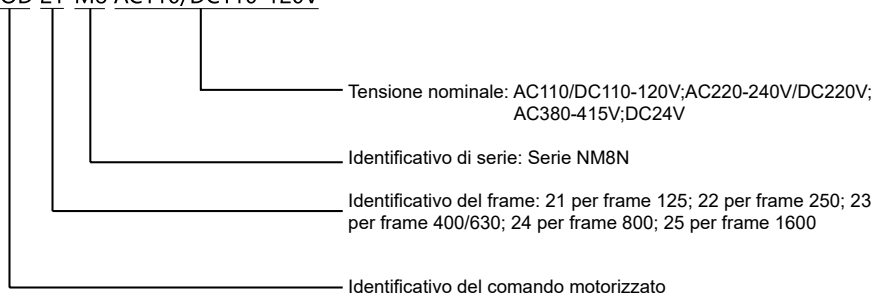 Tensione nominale: AC110/DC110-120V;AC220-240V/DC220V;
AC380-415V;DC24V
Identificativo di serie: Serie NM8N
Identificativo del frame: 21 per frame 125; 22 per frame 250; 23
per frame 400/630; 24 per frame 800; 25 per frame 1600
Identificativo del comando motorizzato